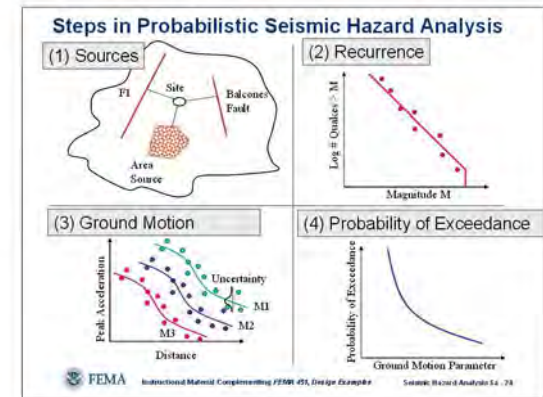 Steps in Probabilistic Seismic Hazard Analysis
(1) Sources
F1
Site
Balcones
Fault
Area
Source
(2) Recurrence
Log # Quakes > M
Magnitude M
(3) Ground Motion
Peak Acceleration
Uncertainty
M1
M2
M3
Distance
(4) Probability of Exceedance
Probability of Exceedance
Ground Motion Parameter
FEMA
Instructional Material Complementing FEMA 451, Design Examples
Seismic Hazard Analysis 5a - 28